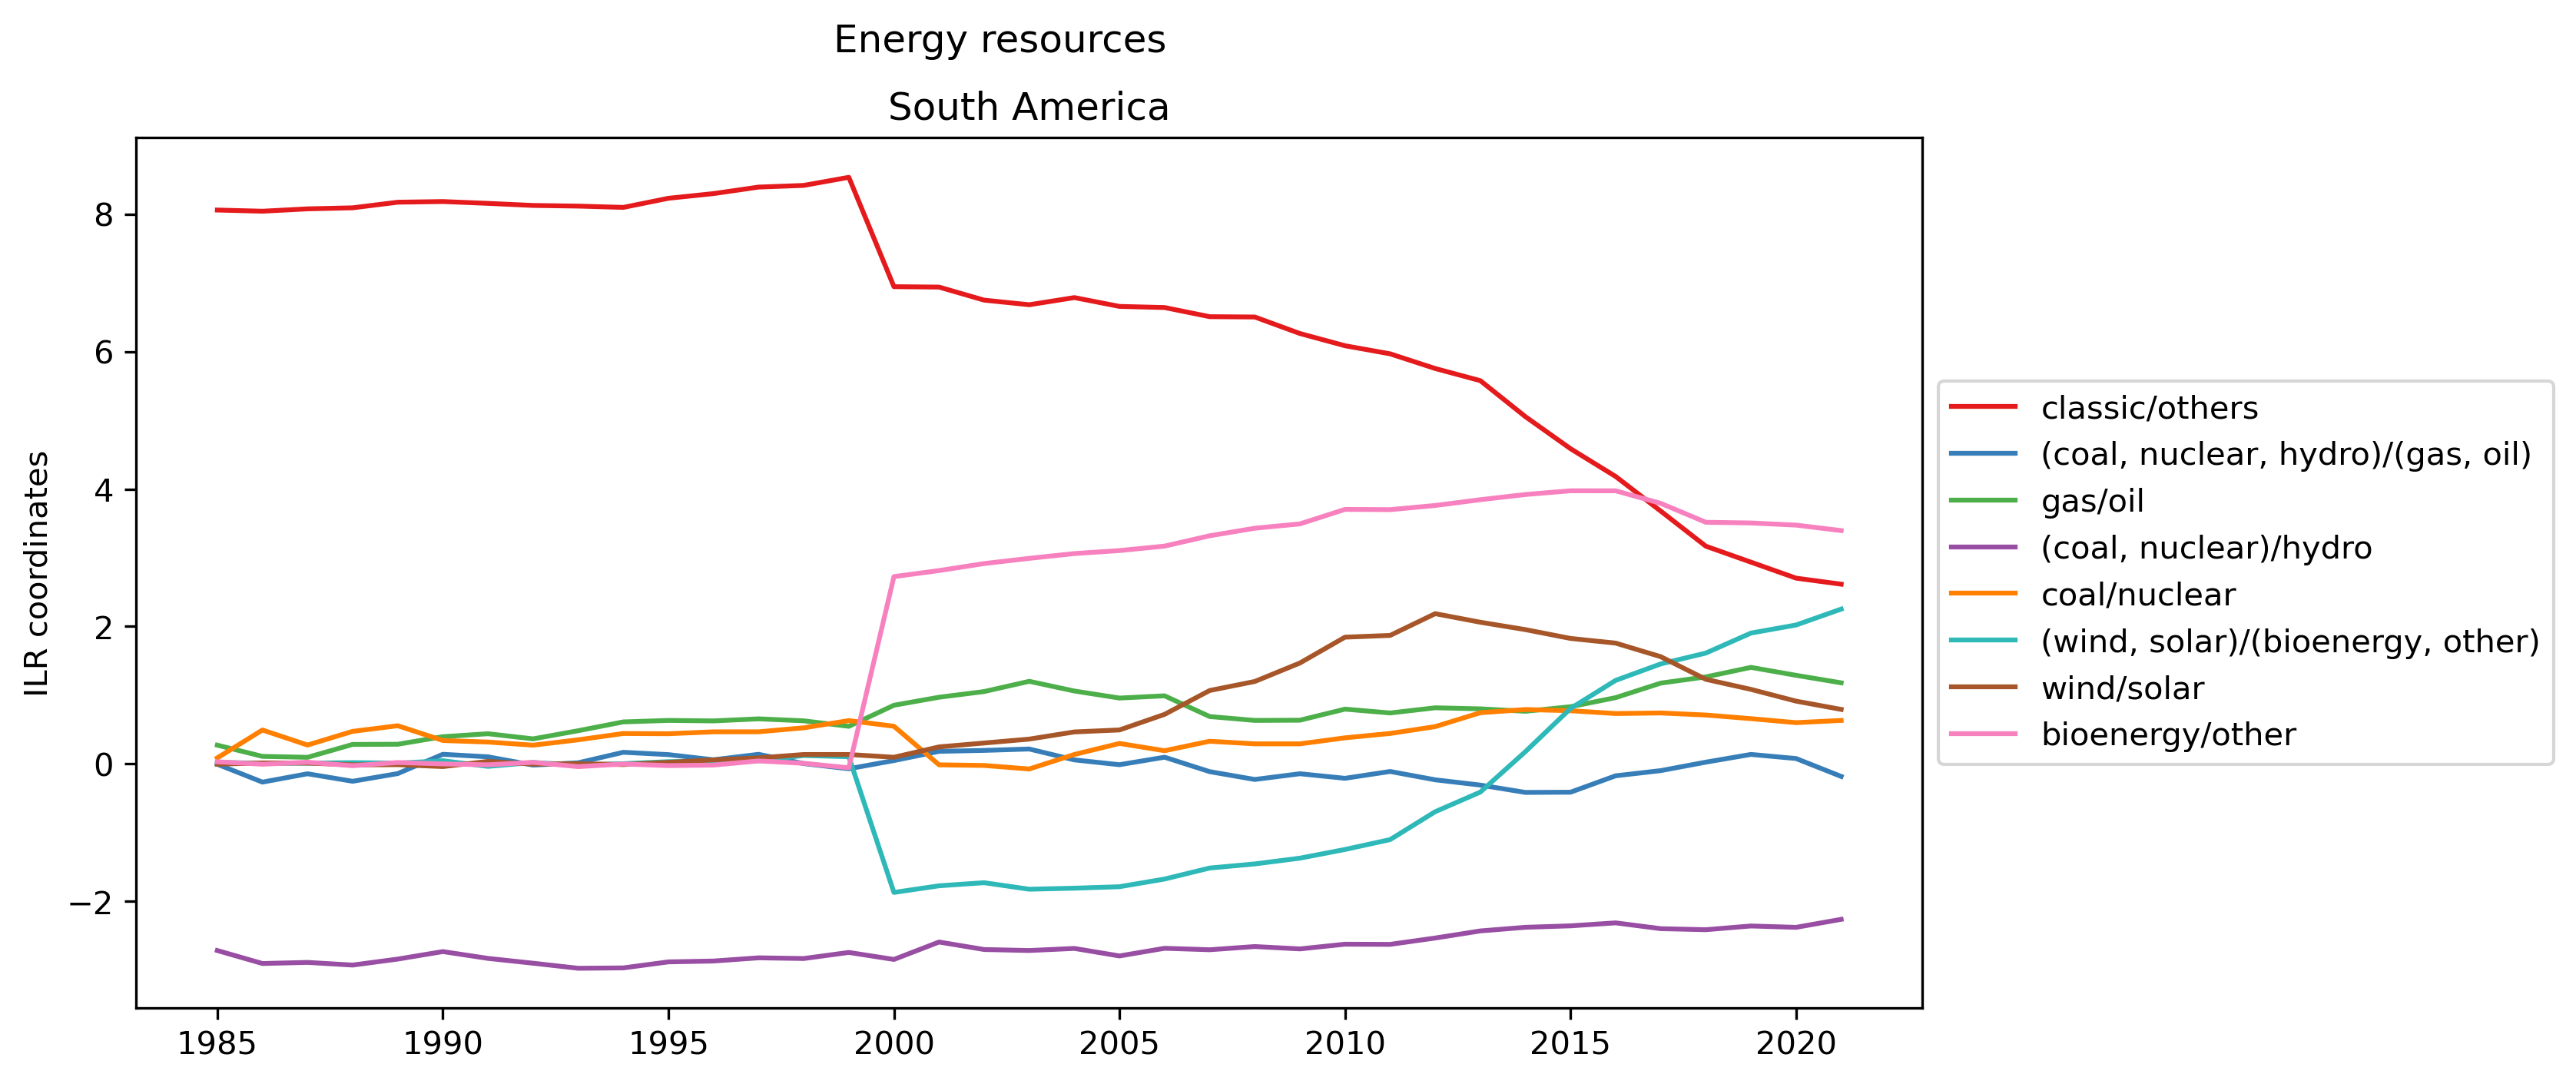 Energy resources
South America
ILR coordinates
8
6
4
2
0
−2
1985 1990 1995 2000 2005 2010 2015 2020
classic/others
(coal, nuclear, hydro)/(gas, oil)
gas/oil
(coal, nuclear)/hydro
coal/nuclear
(wind, solar)/(bioenergy, other)
wind/solar
bioenergy/other